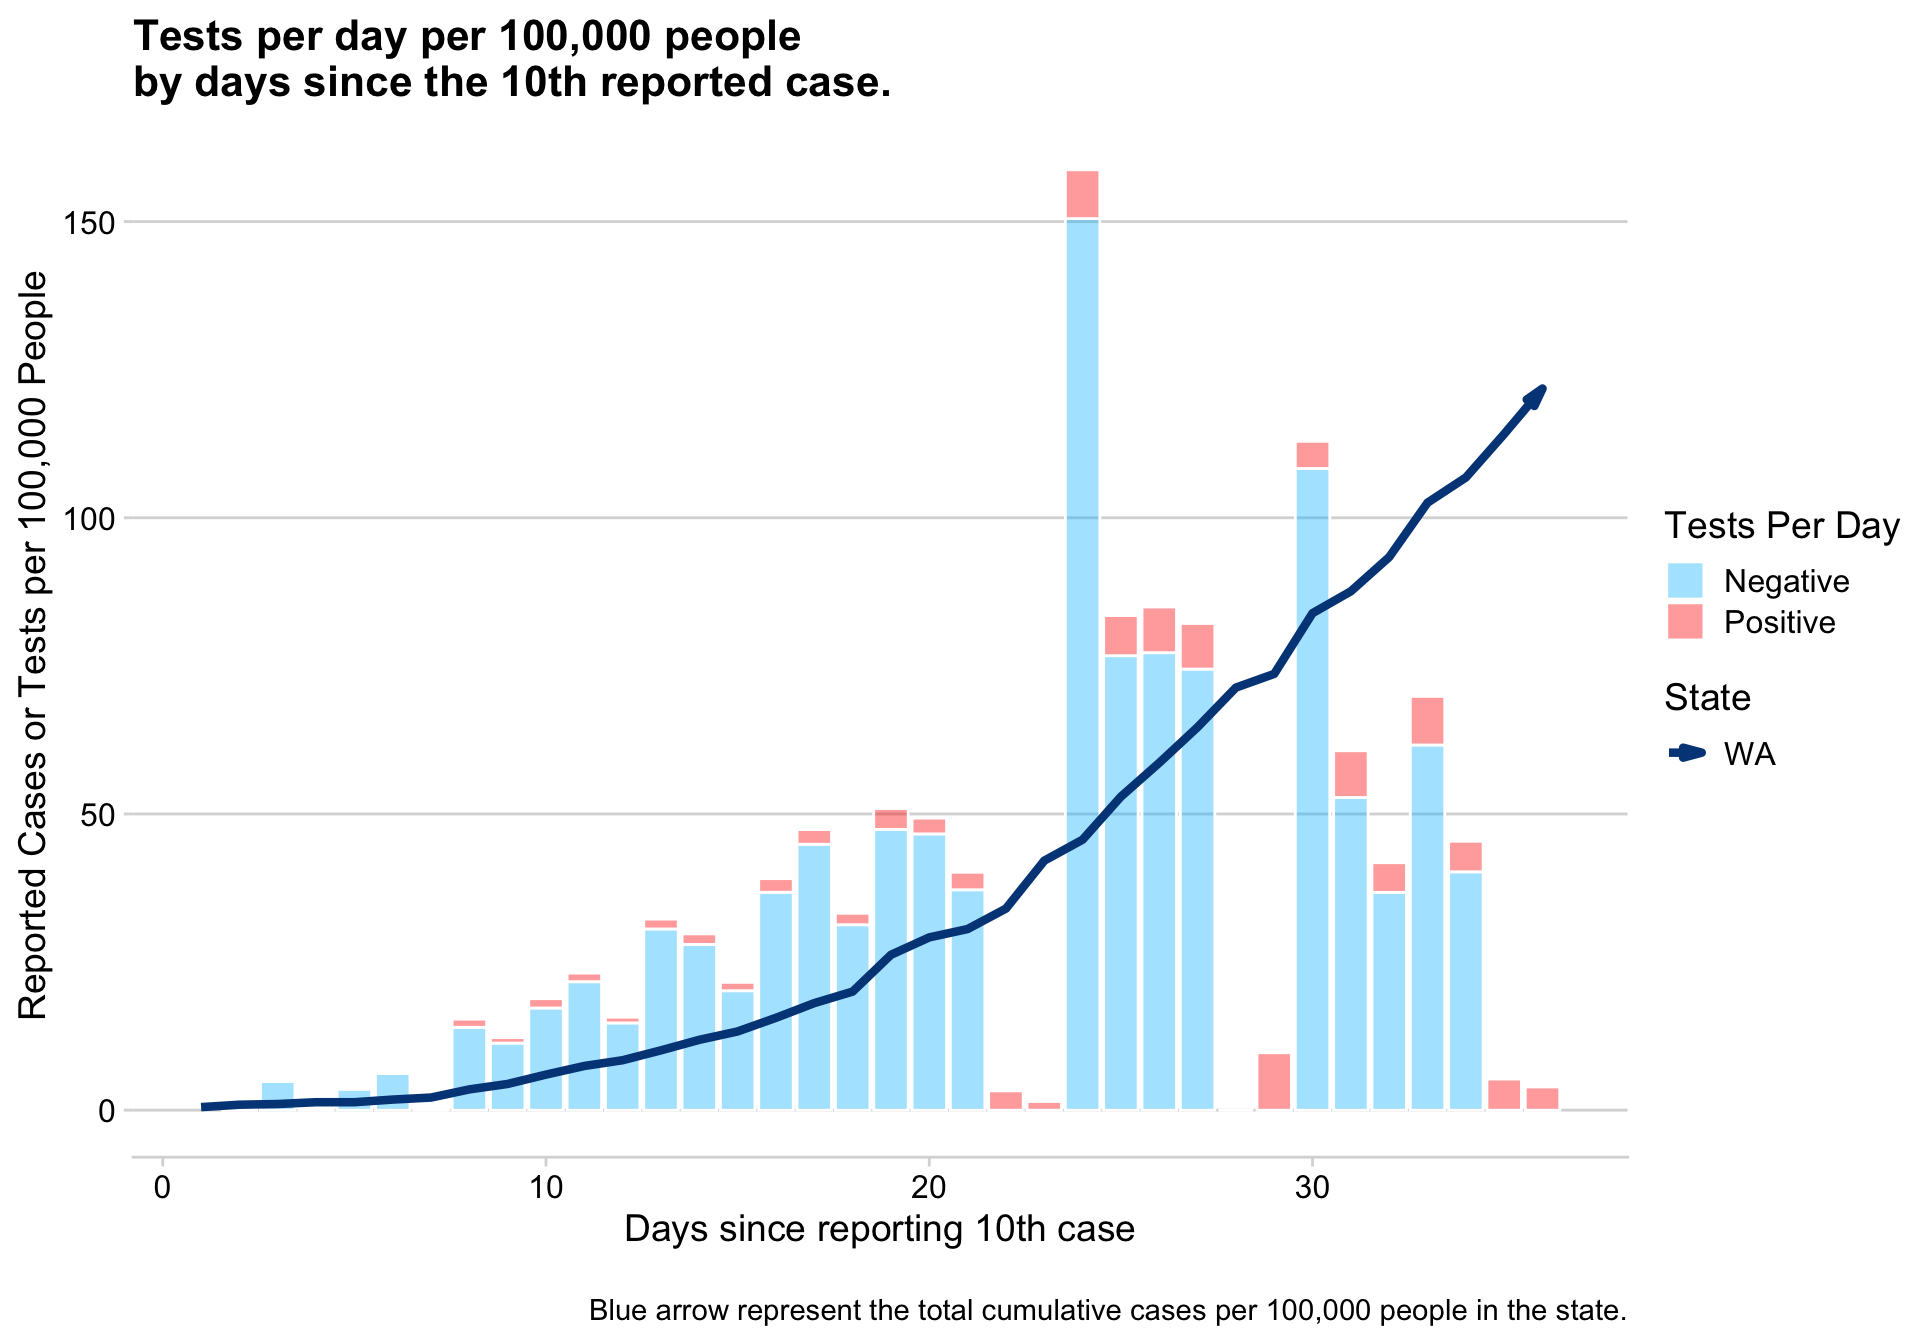 Tests per day per 100,000 people
by days since the 10th reported case.
Reported Cases or Tests per 100,000 People
150
100
50
0
0
10
20
30
Days since reporting 10th case
Tests Per Day
Negative
Positive
State
WA
Blue arrow represent the total cumulative cases per 100,000 people in the state.